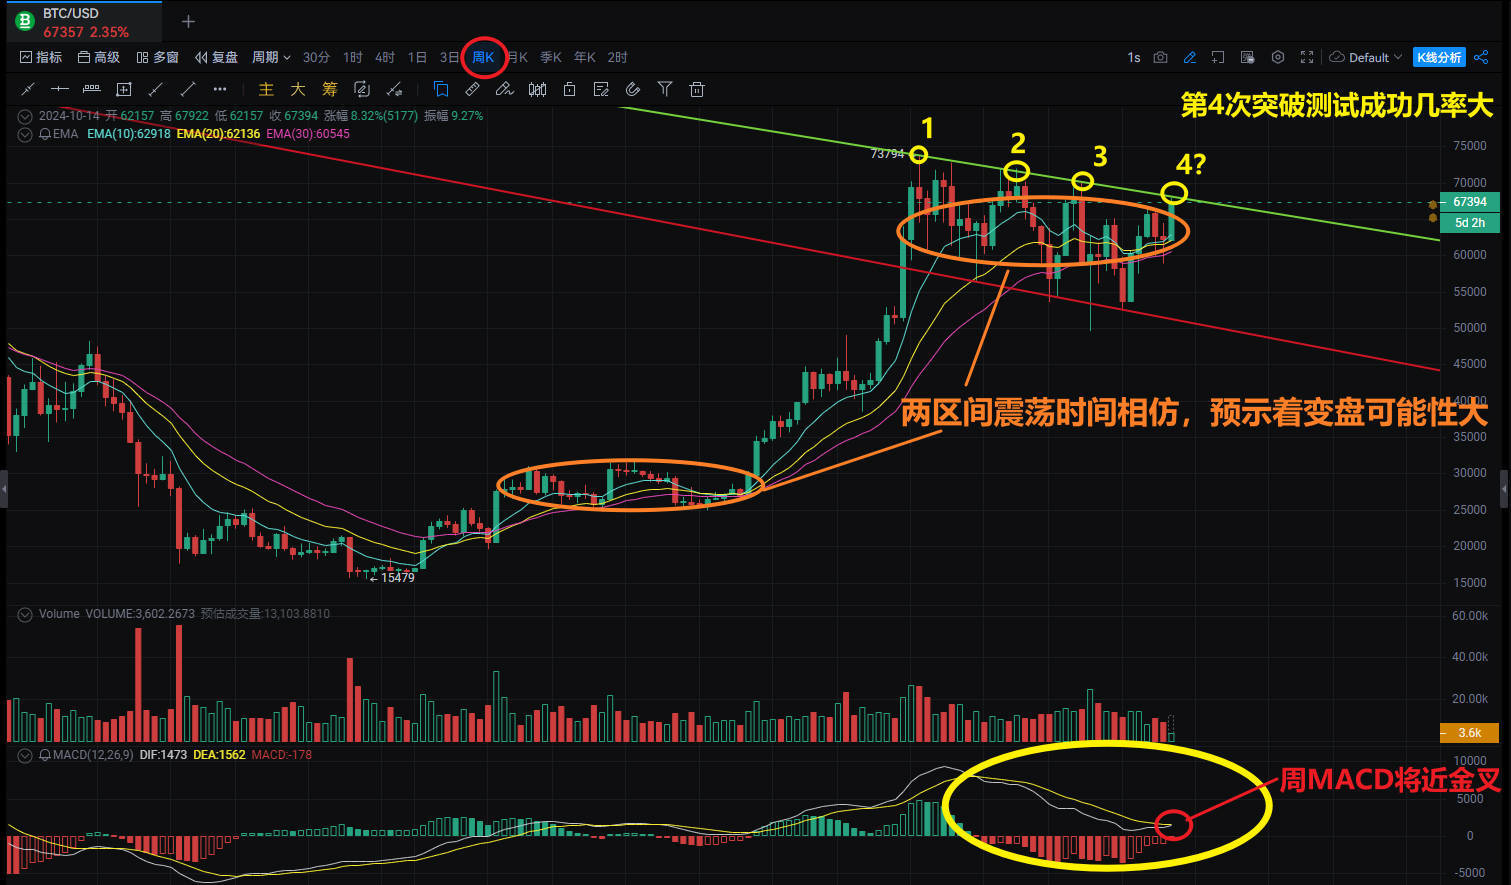 BTC/USD
67357 2.35%
指标 高级 多窗 复盘 周期 30分 1时 4时 1日 3日 周K 月K 季K 年K 2时 1s Default K线分析
主 大 筹
第4次突破测试成功几率大
2024-10-14 开 62157 高 67922 低 62157 收 67394 涨幅 8.32%(5177) 振幅 9.27%
EMA EMA(10):62918 EMA(20):62136 EMA(30):60545
1
2
3
4?
73794
75000
70000
67394
5d 2h
60000
55000
50000
45000
40000
两区间震荡时间相仿，预示着变盘可能性大
35000
30000
25000
20000
15479
15000
Volume VOLUME:3,602.2673 预估成交量:13,103.8810
60.00k
40.00k
20.00k
3.6k
MACD(12,26,9) DIF:1473 DEA:1562 MACD:-178
10000
周MACD将近金叉
5000
0
-5000